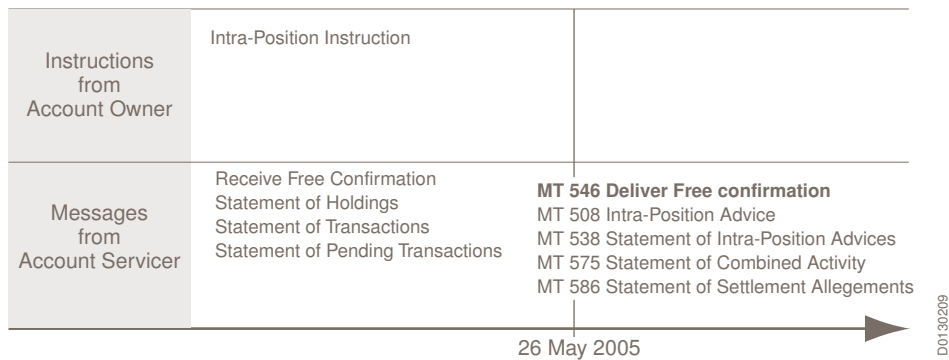 Instructions
from
Account Owner
Intra-Position Instruction
Messages
from
Account Servicer
Receive Free Confirmation
Statement of Holdings
Statement of Transactions
Statement of Pending Transactions
MT 546 Deliver Free confirmation
MT 508 Intra-Position Advice
MT 538 Statement of Intra-Position Advices
MT 575 Statement of Combined Activity
MT 586 Statement of Settlement Allegements
26 May 2005
D0130209